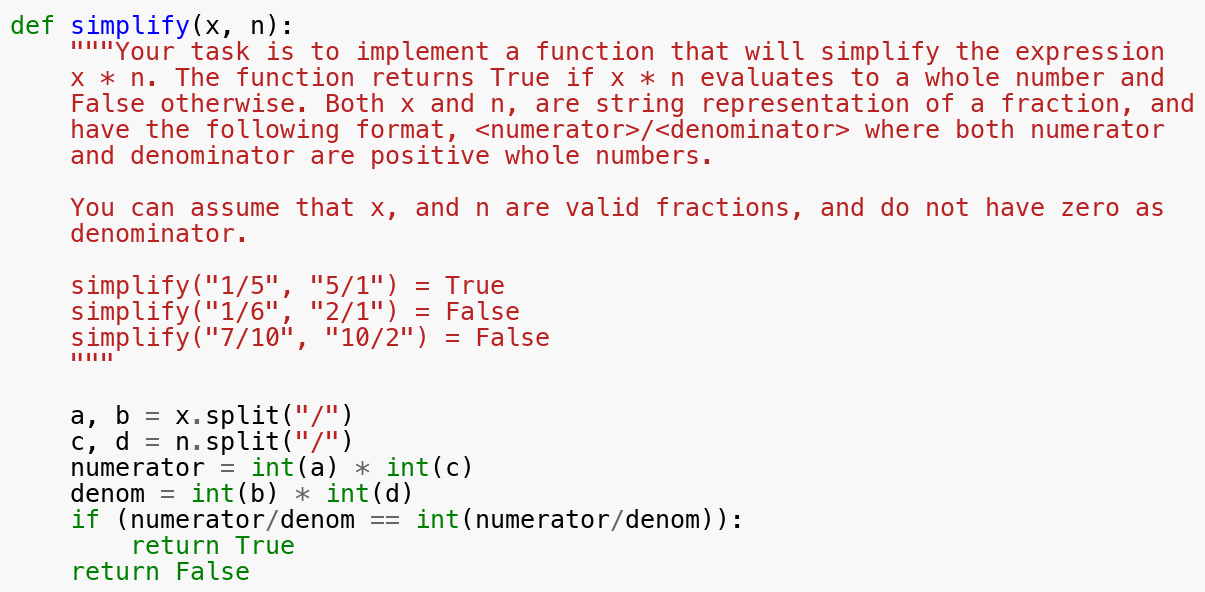 def simplify(x, n):
    """Your task is to implement a function that will simplify the expression
    x * n. The function returns True if x * n evaluates to a whole number and
    False otherwise. Both x and n, are string representation of a fraction, and
    have the following format, <numerator>/<denominator> where both numerator
    and denominator are positive whole numbers.

    You can assume that x, and n are valid fractions, and do not have zero as
    denominator.

    simplify("1/5", "5/1") = True
    simplify("1/6", "2/1") = False
    simplify("7/10", "10/2") = False
    """

    a, b = x.split("/")
    c, d = n.split("/")
    numerator = int(a) * int(c)
    denom = int(b) * int(d)
    if (numerator/denom == int(numerator/denom)):
        return True
    return False